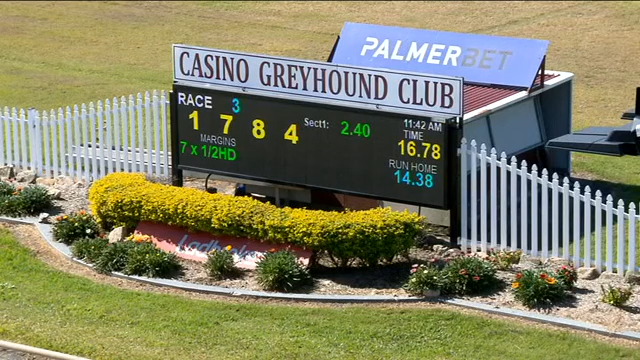 PALMERBET
CASINO GREYHOUND CLUB
RACE 3
1 7 8 4
Sect1: 2.40
11:42 AM
TIME
16.78
MARGINS
7 x 1/2HD
RUN HOME
14.38
Ladbrokes